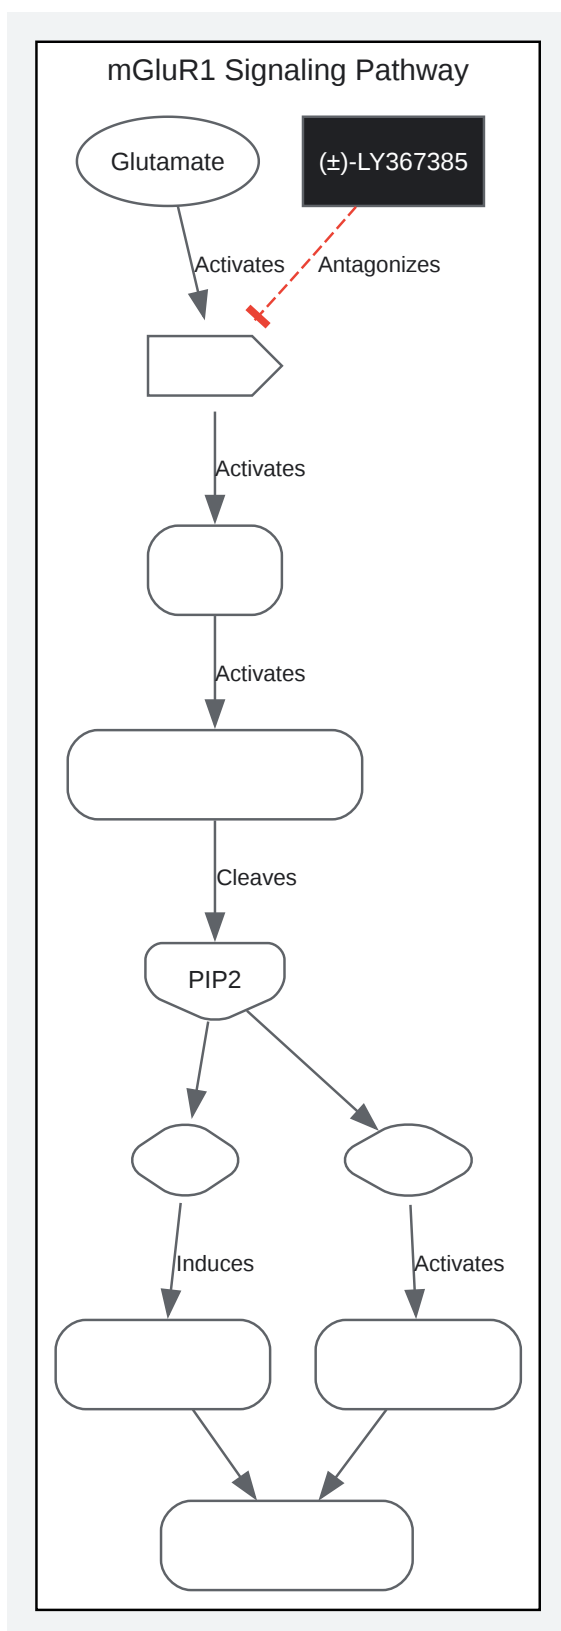 mGluR1 Signaling Pathway
Glutamate
(±)-LY367385
Activates
Antagonizes
Activates
Activates
Cleaves
PIP2
Induces
Activates